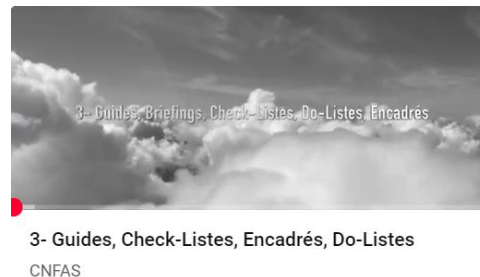 3- Guides, Briefings, Check-Listes, Do-Listes, Encadrés
3- Guides, Check-Listes, Encadrés, Do-Listes
CNFAS